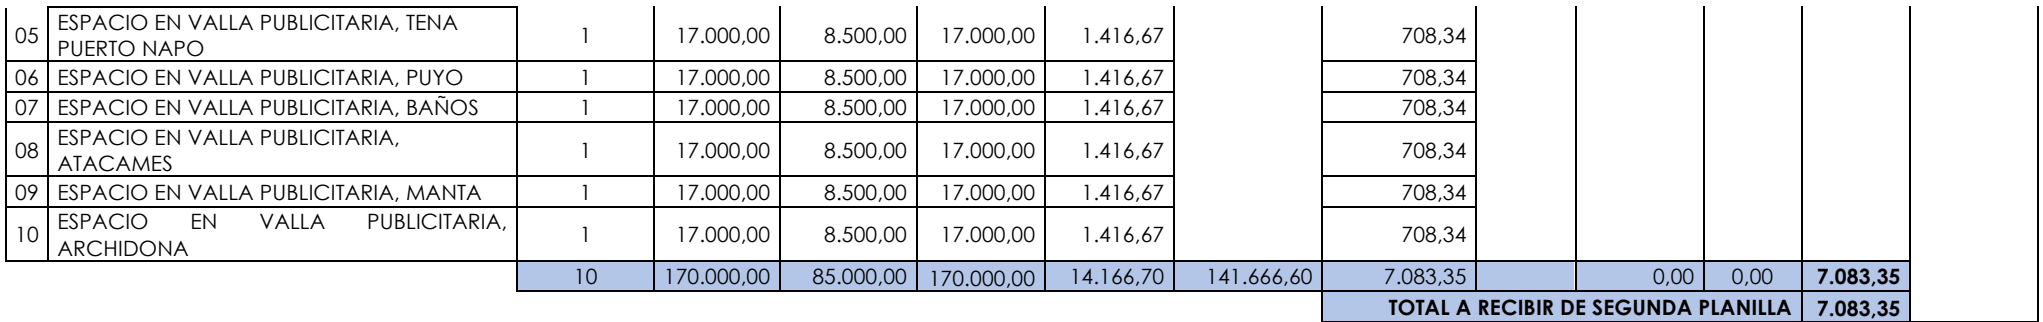 05 ESPACIO EN VALLA PUBLICITARIA, TENA PUERTO NAPO 1 17.000,00 8.500,00 17.000,00 1.416,67 708,34
06 ESPACIO EN VALLA PUBLICITARIA, PUYO 1 17.000,00 8.500,00 17.000,00 1.416,67 708,34
07 ESPACIO EN VALLA PUBLICITARIA, BAÑOS 1 17.000,00 8.500,00 17.000,00 1.416,67 708,34
08 ESPACIO EN VALLA PUBLICITARIA, ATACAMES 1 17.000,00 8.500,00 17.000,00 1.416,67 708,34
09 ESPACIO EN VALLA PUBLICITARIA, MANTA 1 17.000,00 8.500,00 17.000,00 1.416,67 708,34
10 ESPACIO EN VALLA PUBLICITARIA, ARCHIDONA 1 17.000,00 8.500,00 17.000,00 1.416,67 708,34
10 170.000,00 85.000,00 170.000,00 14.166,70 141.666,60 7.083,35 0,00 0,00 7.083,35
TOTAL A RECIBIR DE SEGUNDA PLANILLA 7.083,35